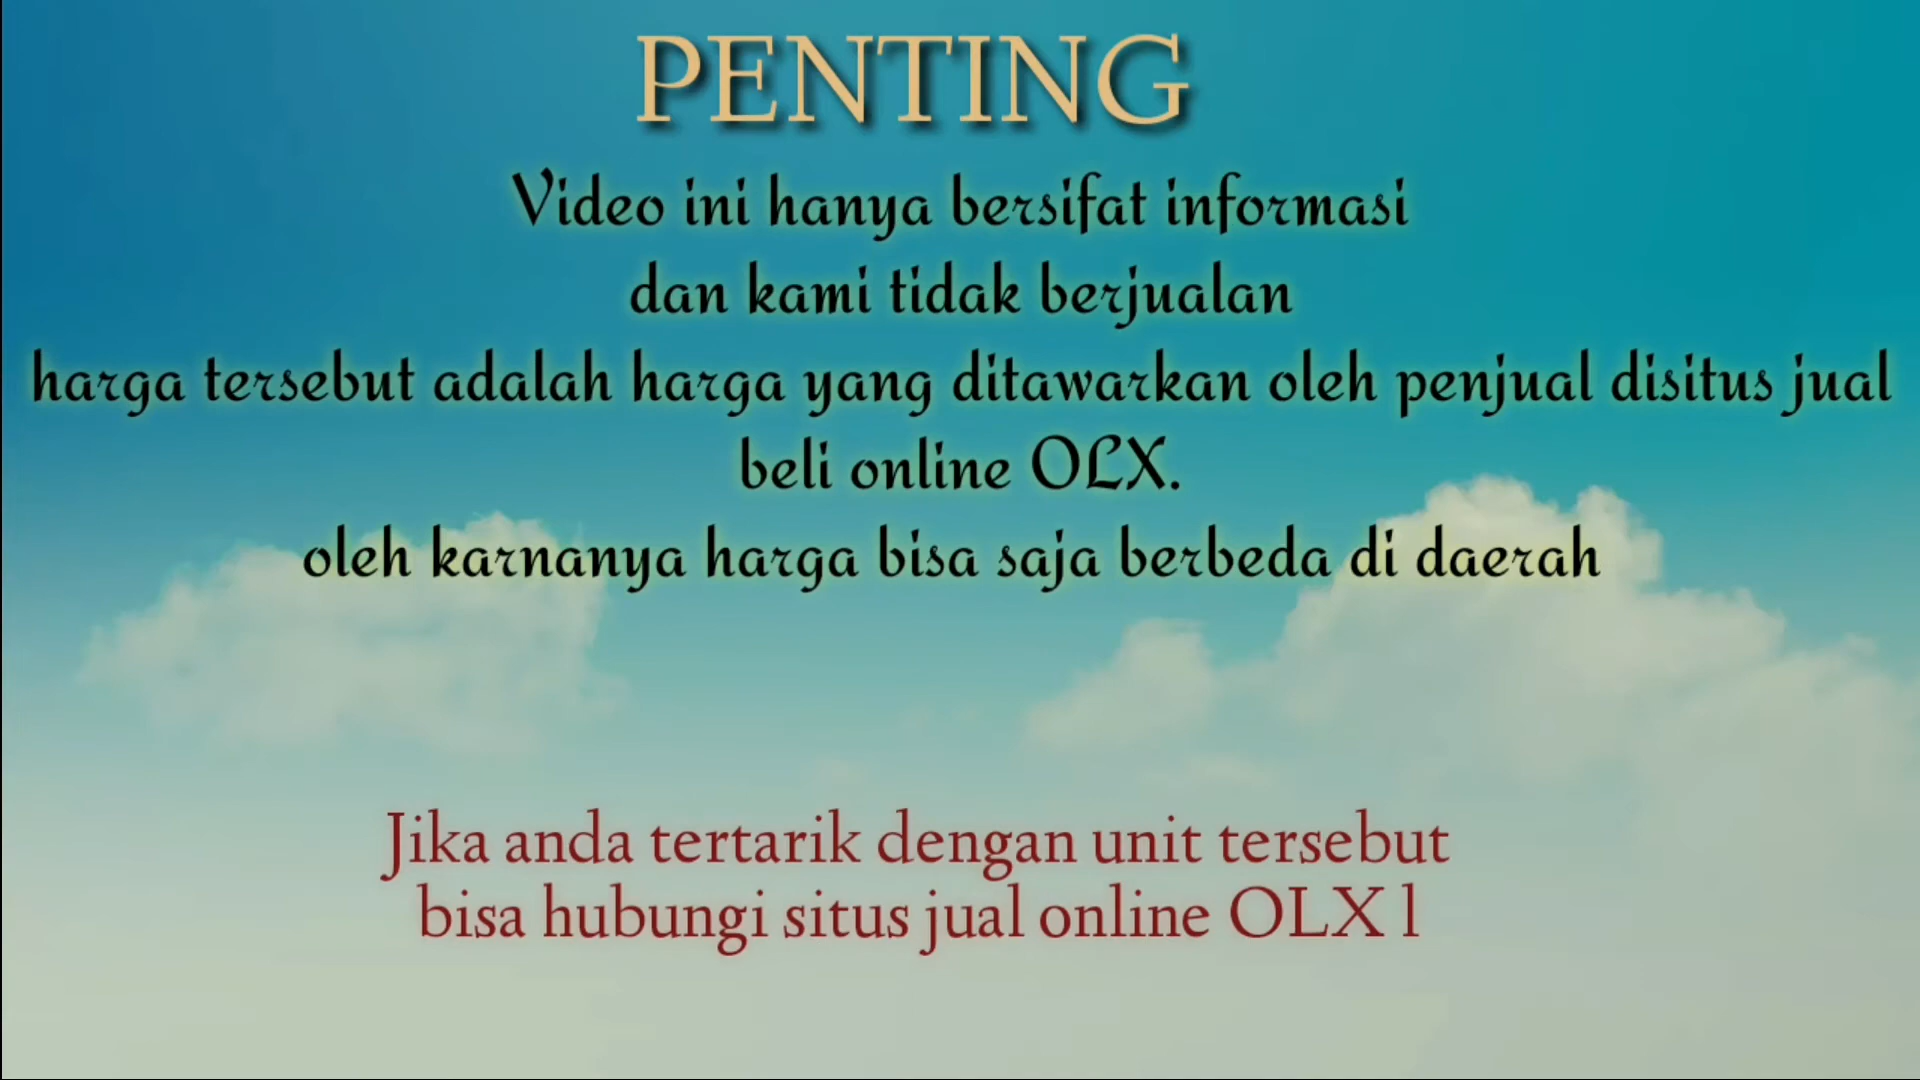 PENTING
Video ini hanya bersifat informasi
dan kami tidak berjualan
harga tersebut adalah harga yang ditawarkan oleh penjual disitus jual
beli online OLX.
oleh karnanya harga bisa saja berbeda di daerah
Jika anda tertarik dengan unit tersebut
bisa hubungi situs jual online OLX l